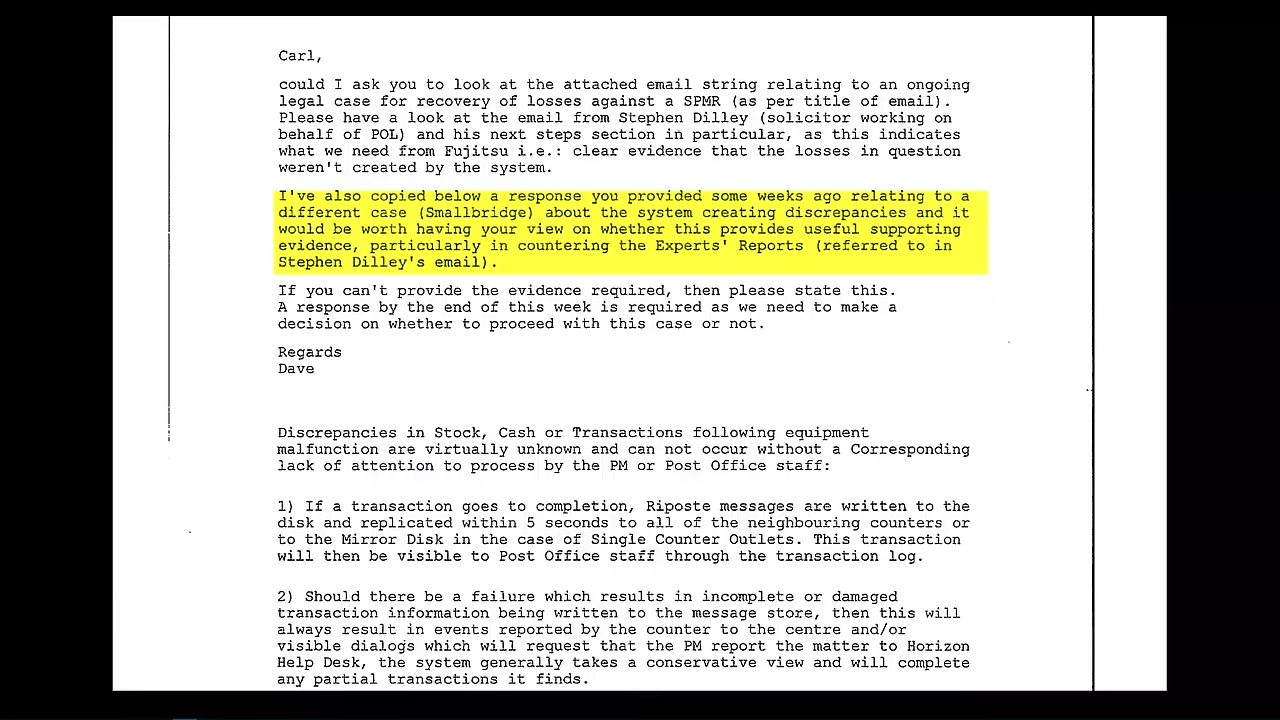 Carl,
could I ask you to look at the attached email string relating to an ongoing
legal case for recovery of losses against a SPMR (as per title of email).
Please have a look at the email from Stephen Dilley (solicitor working on
behalf of POL) and his next steps section in particular, as this indicates
what we need from Fujitsu i.e.: clear evidence that the losses in question
weren't created by the system.
I've also copied below a response you provided some weeks ago relating to a
different case (Smallbridge) about the system creating discrepancies and it
would be worth having your view on whether this provides useful supporting
evidence, particularly in countering the Experts' Reports (referred to in
Stephen Dilley's email).
If you can't provide the evidence required, then please state this.
A response by the end of this week is required as we need to make a
decision on whether to proceed with this case or not.
Regards
Dave
Discrepancies in Stock, Cash or Transactions following equipment
malfunction are virtually unknown and can not occur without a Corresponding
lack of attention to process by the PM or Post Office staff:
1) If a transaction goes to completion, Riposte messages are written to the
disk and replicated within 5 seconds to all of the neighbouring counters or
to the Mirror Disk in the case of Single Counter Outlets. This transaction
will then be visible to Post Office staff through the transaction log.
2) Should there be a failure which results in incomplete or damaged
transaction information being written to the message store, then this will
always result in events reported by the counter to the centre and/or
visible dialogs which will request that the PM report the matter to Horizon
Help Desk, the system generally takes a conservative view and will complete
any partial transactions it finds.